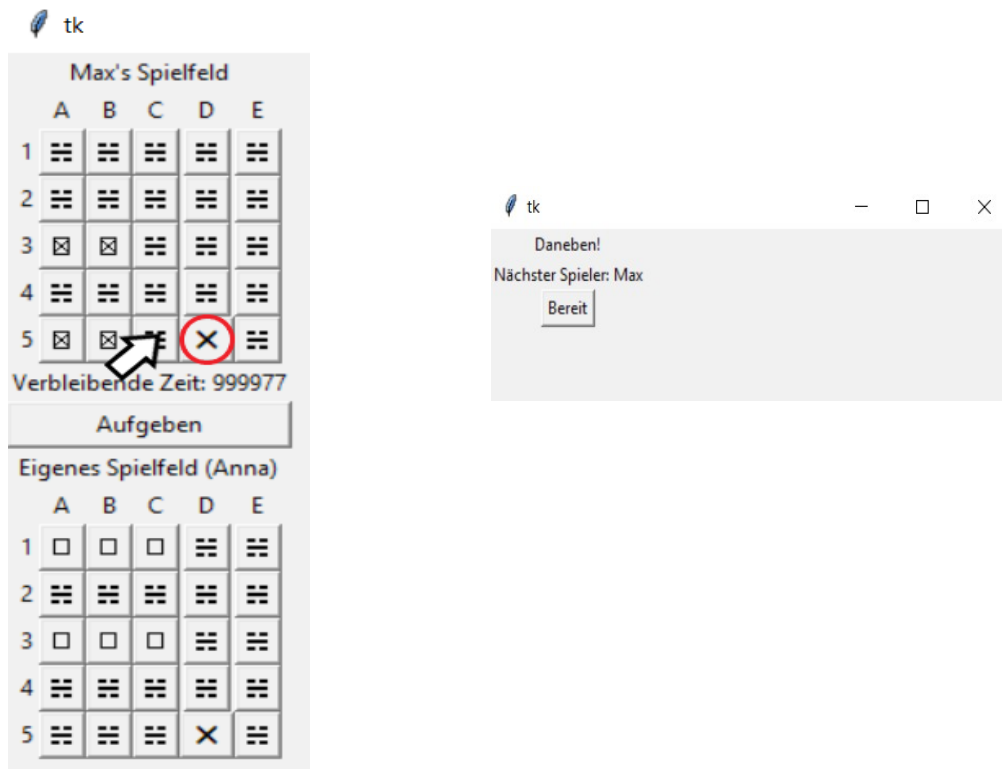 tk
Max's Spielfeld
A B C D E
1 ䷽ ䷽ ䷽ ䷽ ䷽
2 ䷽ ䷽ ䷽ ䷽ ䷽
3 ☒ ☒ ䷽ ䷽ ䷽
4 ䷽ ䷽ ䷽ ䷽ ䷽
5 ☒ ☒ ✕ ䷽
Verbleibende Zeit: 999977
Aufgeben
Eigenes Spielfeld (Anna)
A B C D E
1 □ □ □ ䷽ ䷽
2 ䷽ ䷽ ䷽ ䷽ ䷽
3 □ □ □ ䷽ ䷽
4 ䷽ ䷽ ䷽ ䷽ ䷽
5 ䷽ ䷽ ䷽ ✕ ䷽
tk
Daneben!
Nächster Spieler: Max
Bereit